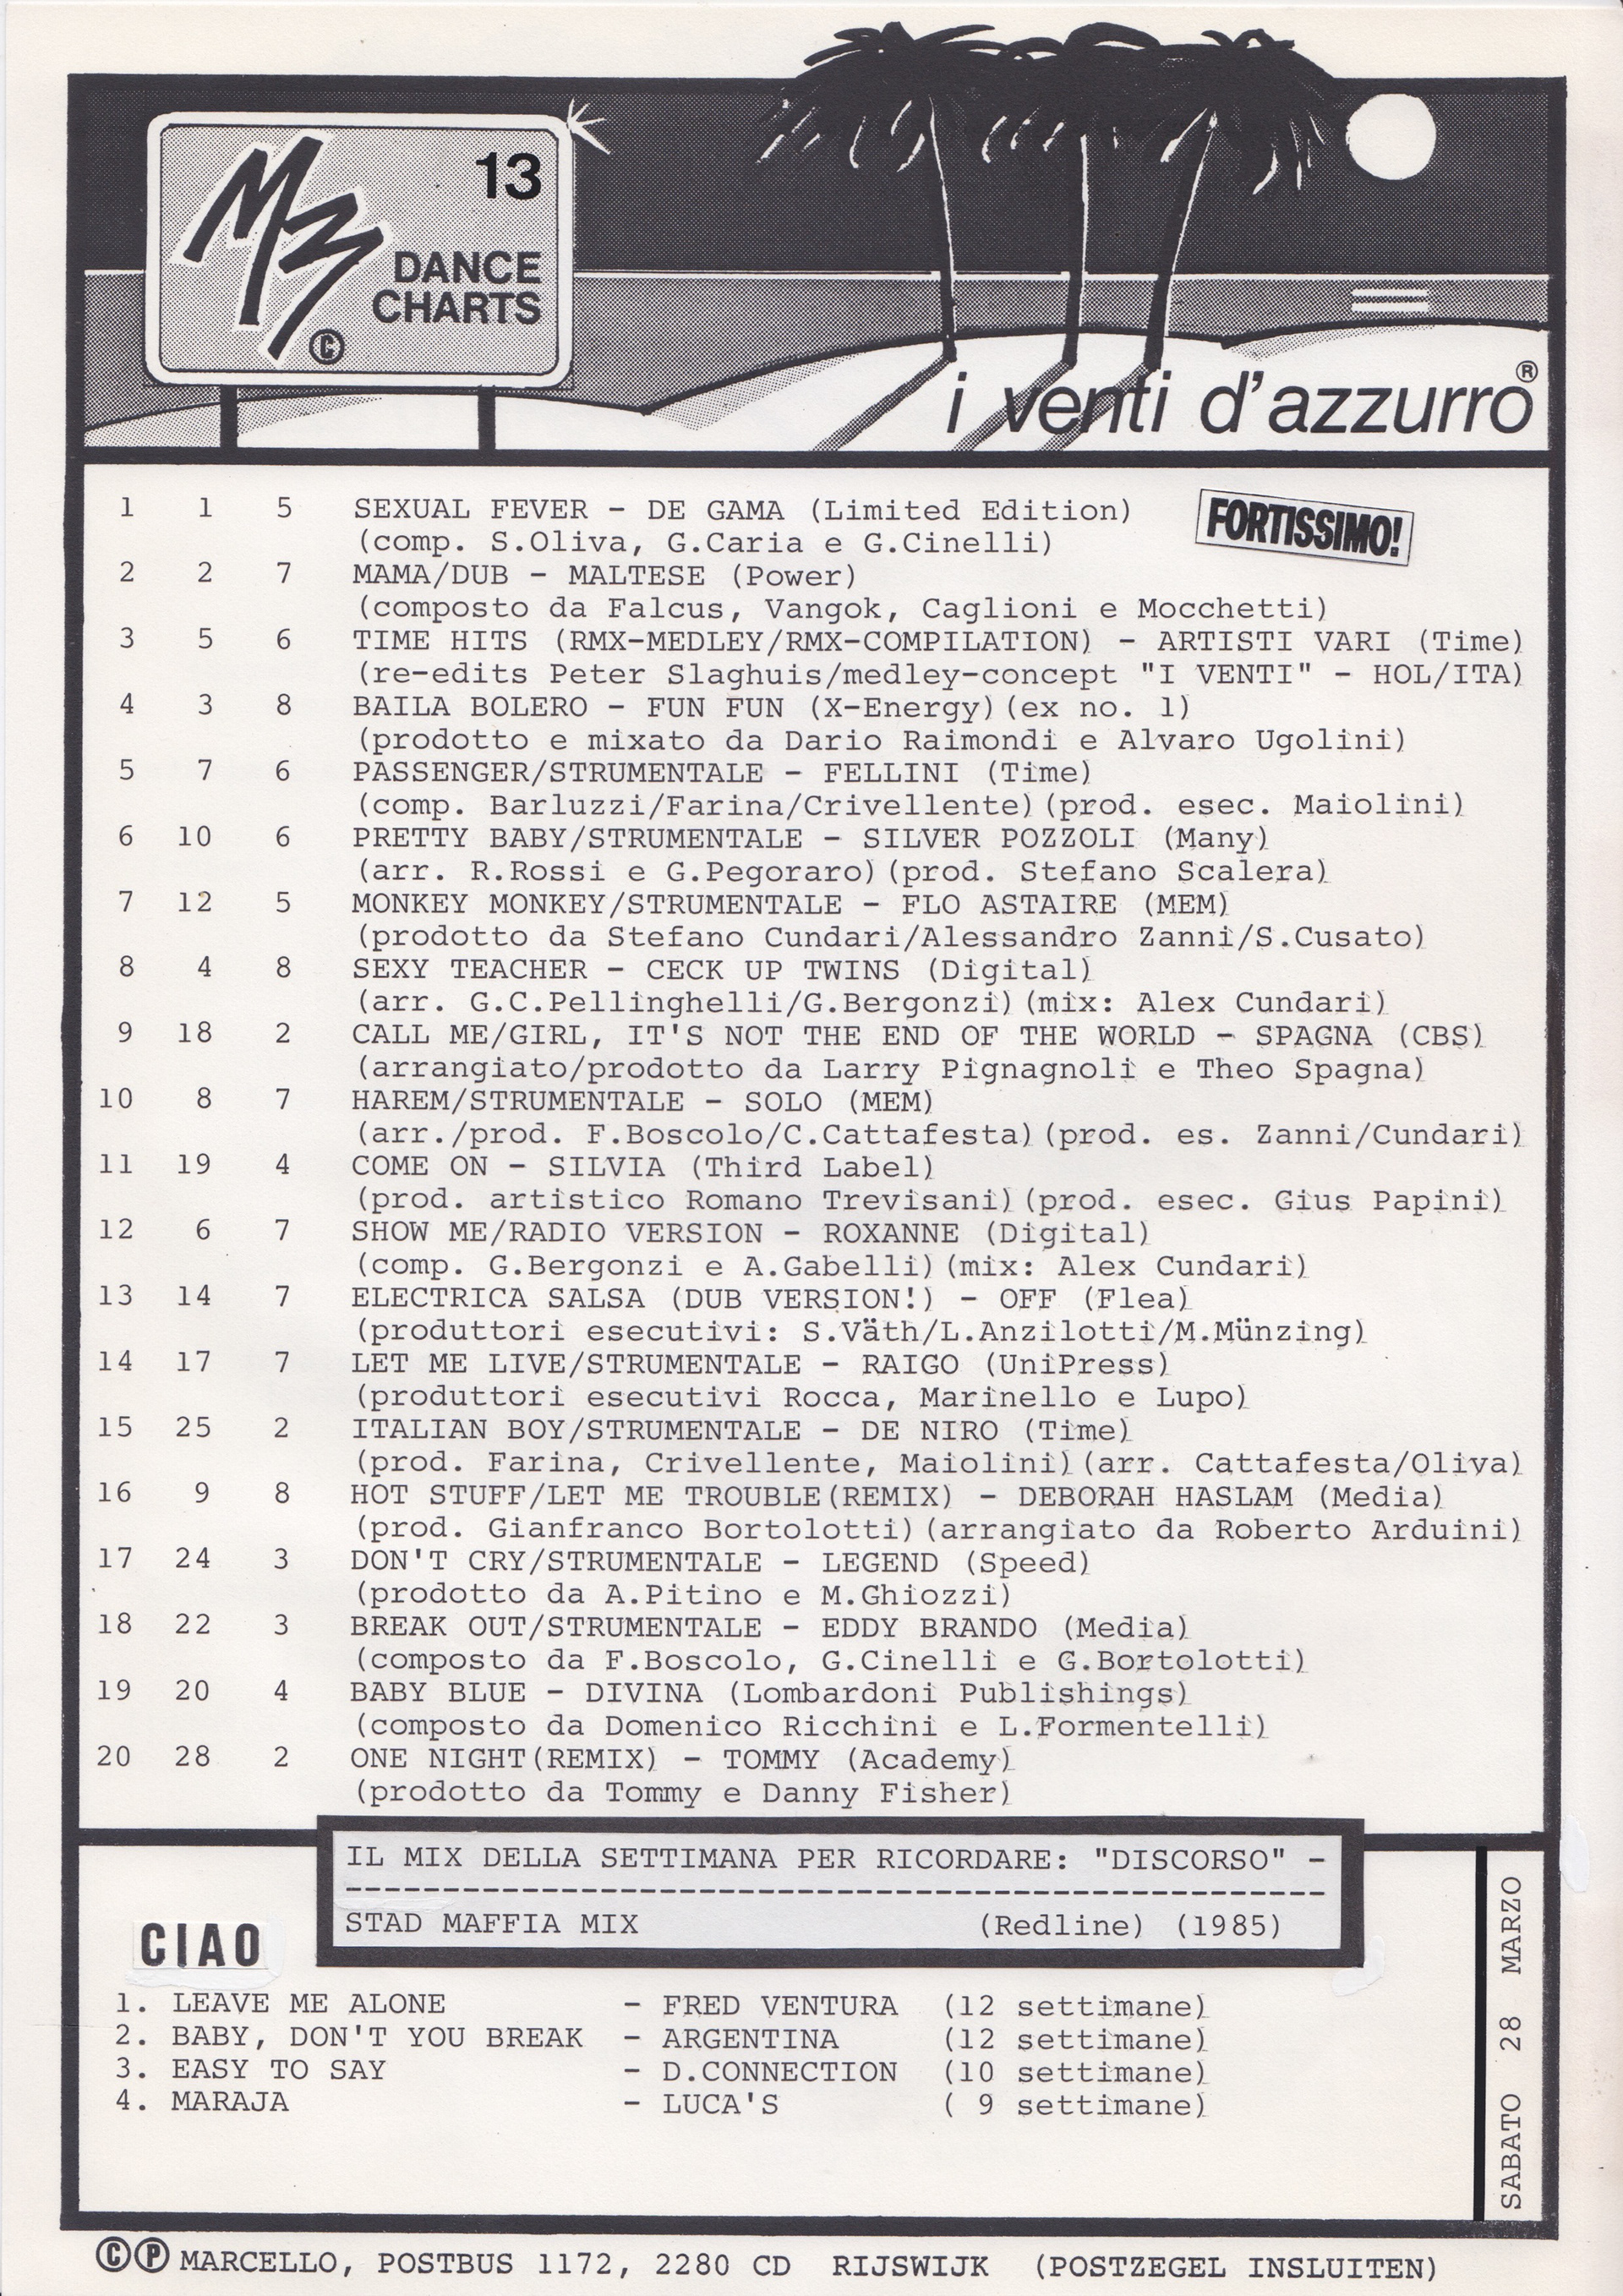 M3
13
DANCE
CHARTS
©
i venti d'azzurro®
FORTISSIMO!
1 1 5 SEXUAL FEVER - DE GAMA (Limited Edition)
(comp. S.Oliva, G.Caria e G.Cinelli)
2 2 7 MAMA/DUB - MALTESE (Power)
(composto da Falcus, Vangok, Caglioni e Mocchetti)
3 5 6 TIME HITS (RMX-MEDLEY/RMX-COMPILATION) - ARTISTI VARI (Time)
(re-edits Peter Slaghuis/medley-concept "I VENTI" - HOL/ITA)
4 3 8 BAILA BOLERO - FUN FUN (X-Energy)(ex no. 1)
(prodotto e mixato da Dario Raimondi e Alvaro Ugolini)
5 7 6 PASSENGER/STRUMENTALE - FELLINI (Time)
(comp. Barluzzi/Farina/Crivellente)(prod. esec. Maiolini)
6 10 6 PRETTY BABY/STRUMENTALE - SILVER POZZOLI (Many)
(arr. R.Rossi e G.Pegoraro)(prod. Stefano Scalera)
7 12 5 MONKEY MONKEY/STRUMENTALE - FLO ASTAIRE (MEM)
(prodotto da Stefano Cundari/Alessandro Zanni/S.Cusato)
8 4 8 SEXY TEACHER - CECK UP TWINS (Digital)
(arr. G.C.Pellinghelli/G.Bergonzi)(mix: Alex Cundari)
9 18 2 CALL ME/GIRL, IT'S NOT THE END OF THE WORLD - SPAGNA (CBS)
(arrangiato/prodotto da Larry Pignagnoli e Theo Spagna)
10 8 7 HAREM/STRUMENTALE - SOLO (MEM)
(arr./prod. F.Boscolo/C.Cattafesta)(prod. es. Zanni/Cundari)
11 19 4 COME ON - SILVIA (Third Label)
(prod. artistico Romano Trevisani)(prod. esec. Gius Papini)
12 6 7 SHOW ME/RADIO VERSION - ROXANNE (Digital)
(comp. G.Bergonzi e A.Gabelli)(mix: Alex Cundari)
13 14 7 ELECTRICA SALSA (DUB VERSION!) - OFF (Flea)
(produttori esecutivi: S.Väth/L.Anzilotti/M.Münzing)
14 17 7 LET ME LIVE/STRUMENTALE - RAIGO (UniPress)
(produttori esecutivi Rocca, Marinello e Lupo)
15 25 2 ITALIAN BOY/STRUMENTALE - DE NIRO (Time)
(prod. Farina, Crivellente, Maiolini)(arr. Cattafesta/Oliva)
16 9 8 HOT STUFF/LET ME TROUBLE(REMIX) - DEBORAH HASLAM (Media)
(prod. Gianfranco Bortolotti)(arrangiato da Roberto Arduini)
17 24 3 DON'T CRY/STRUMENTALE - LEGEND (Speed)
(prodotto da A.Pitino e M.Ghiozzi)
18 22 3 BREAK OUT/STRUMENTALE - EDDY BRANDO (Media)
(composto da F.Boscolo, G.Cinelli e G.Bortolotti)
19 20 4 BABY BLUE - DIVINA (Lombardoni Publishings)
(composto da Domenico Ricchini e L.Formentelli)
20 28 2 ONE NIGHT(REMIX) - TOMMY (Academy)
(prodotto da Tommy e Danny Fisher)
IL MIX DELLA SETTIMANA PER RICORDARE: "DISCORSO" -
--------------------------------------------------
STAD MAFFIA MIX (Redline) (1985)
CIAO
1. LEAVE ME ALONE - FRED VENTURA (12 settimane)
2. BABY, DON'T YOU BREAK - ARGENTINA (12 settimane)
3. EASY TO SAY - D.CONNECTION (10 settimane)
4. MARAJA - LUCA'S ( 9 settimane)
SABATO 28 MARZO
©Ⓟ MARCELLO, POSTBUS 1172, 2280 CD RIJSWIJK (POSTZEGEL INSLUITEN)